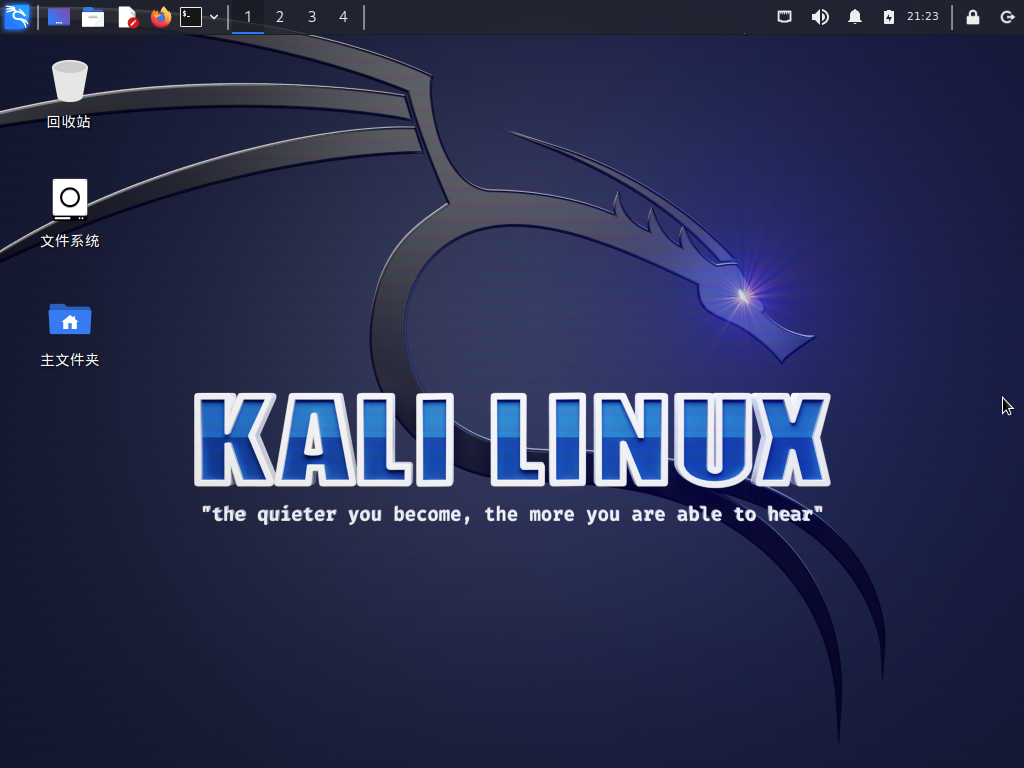 1 2 3 4 21:23
回收站
文件系统
主文件夹
KALI LINUX
"the quieter you become, the more you are able to hear"